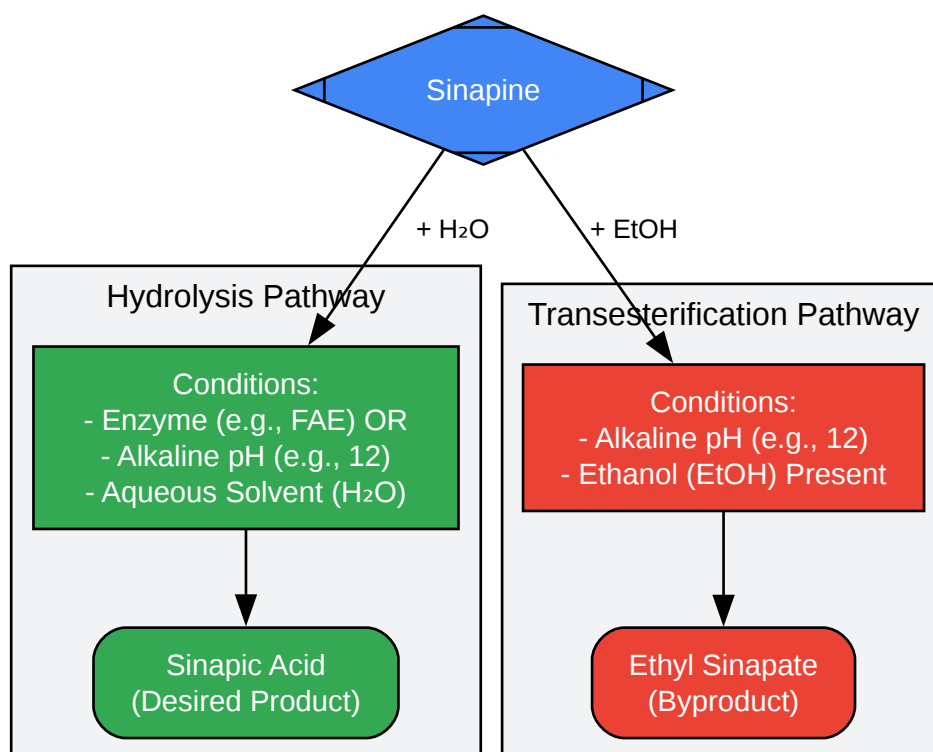 Sinapine
+ H₂O
+ EtOH
Hydrolysis Pathway
Conditions:
- Enzyme (e.g., FAE) OR
- Alkaline pH (e.g., 12)
- Aqueous Solvent (H₂O)
Sinapic Acid
(Desired Product)
Transesterification Pathway
Conditions:
- Alkaline pH (e.g., 12)
- Ethanol (EtOH) Present
Ethyl Sinapate
(Byproduct)